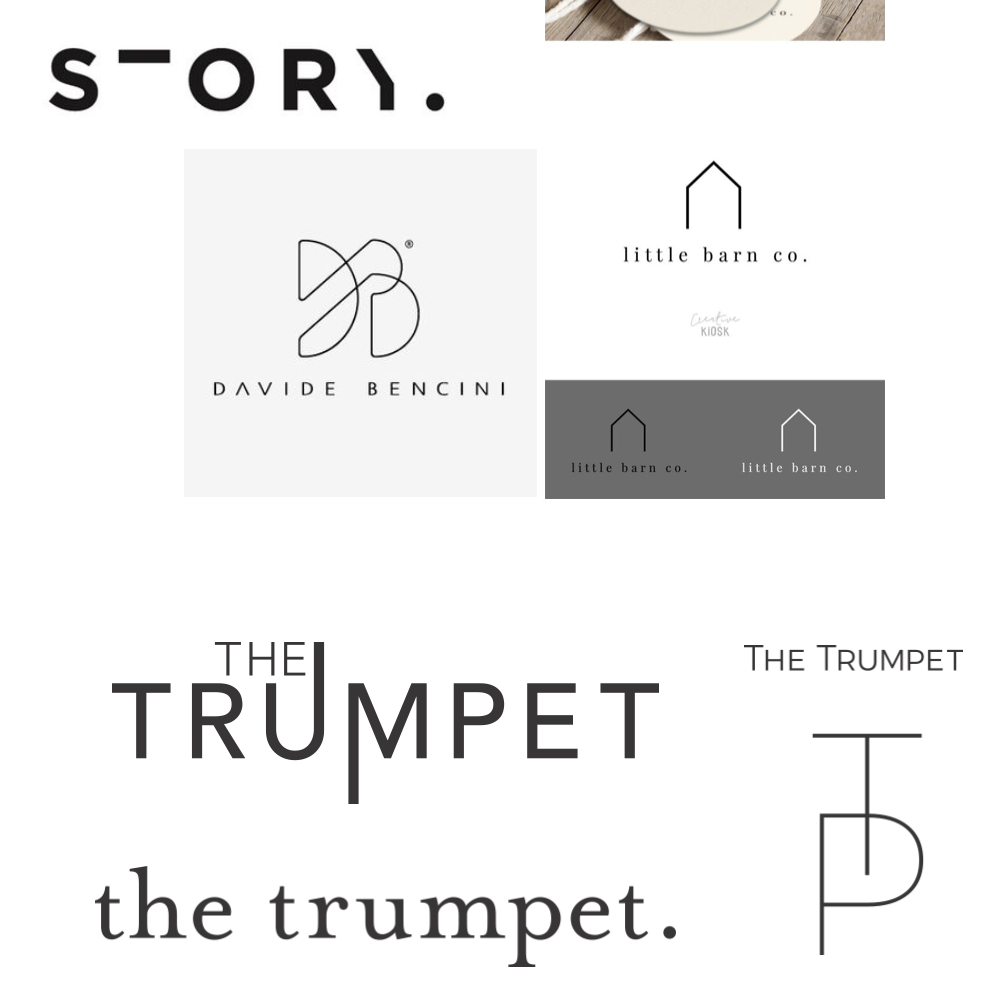 co.
STORY.
DAVIDE BENCINI
®
little barn co.
Creative
KIOSK
little barn co.
little barn co.
THE
TRUMPET
THE TRUMPET
TP
the trumpet.